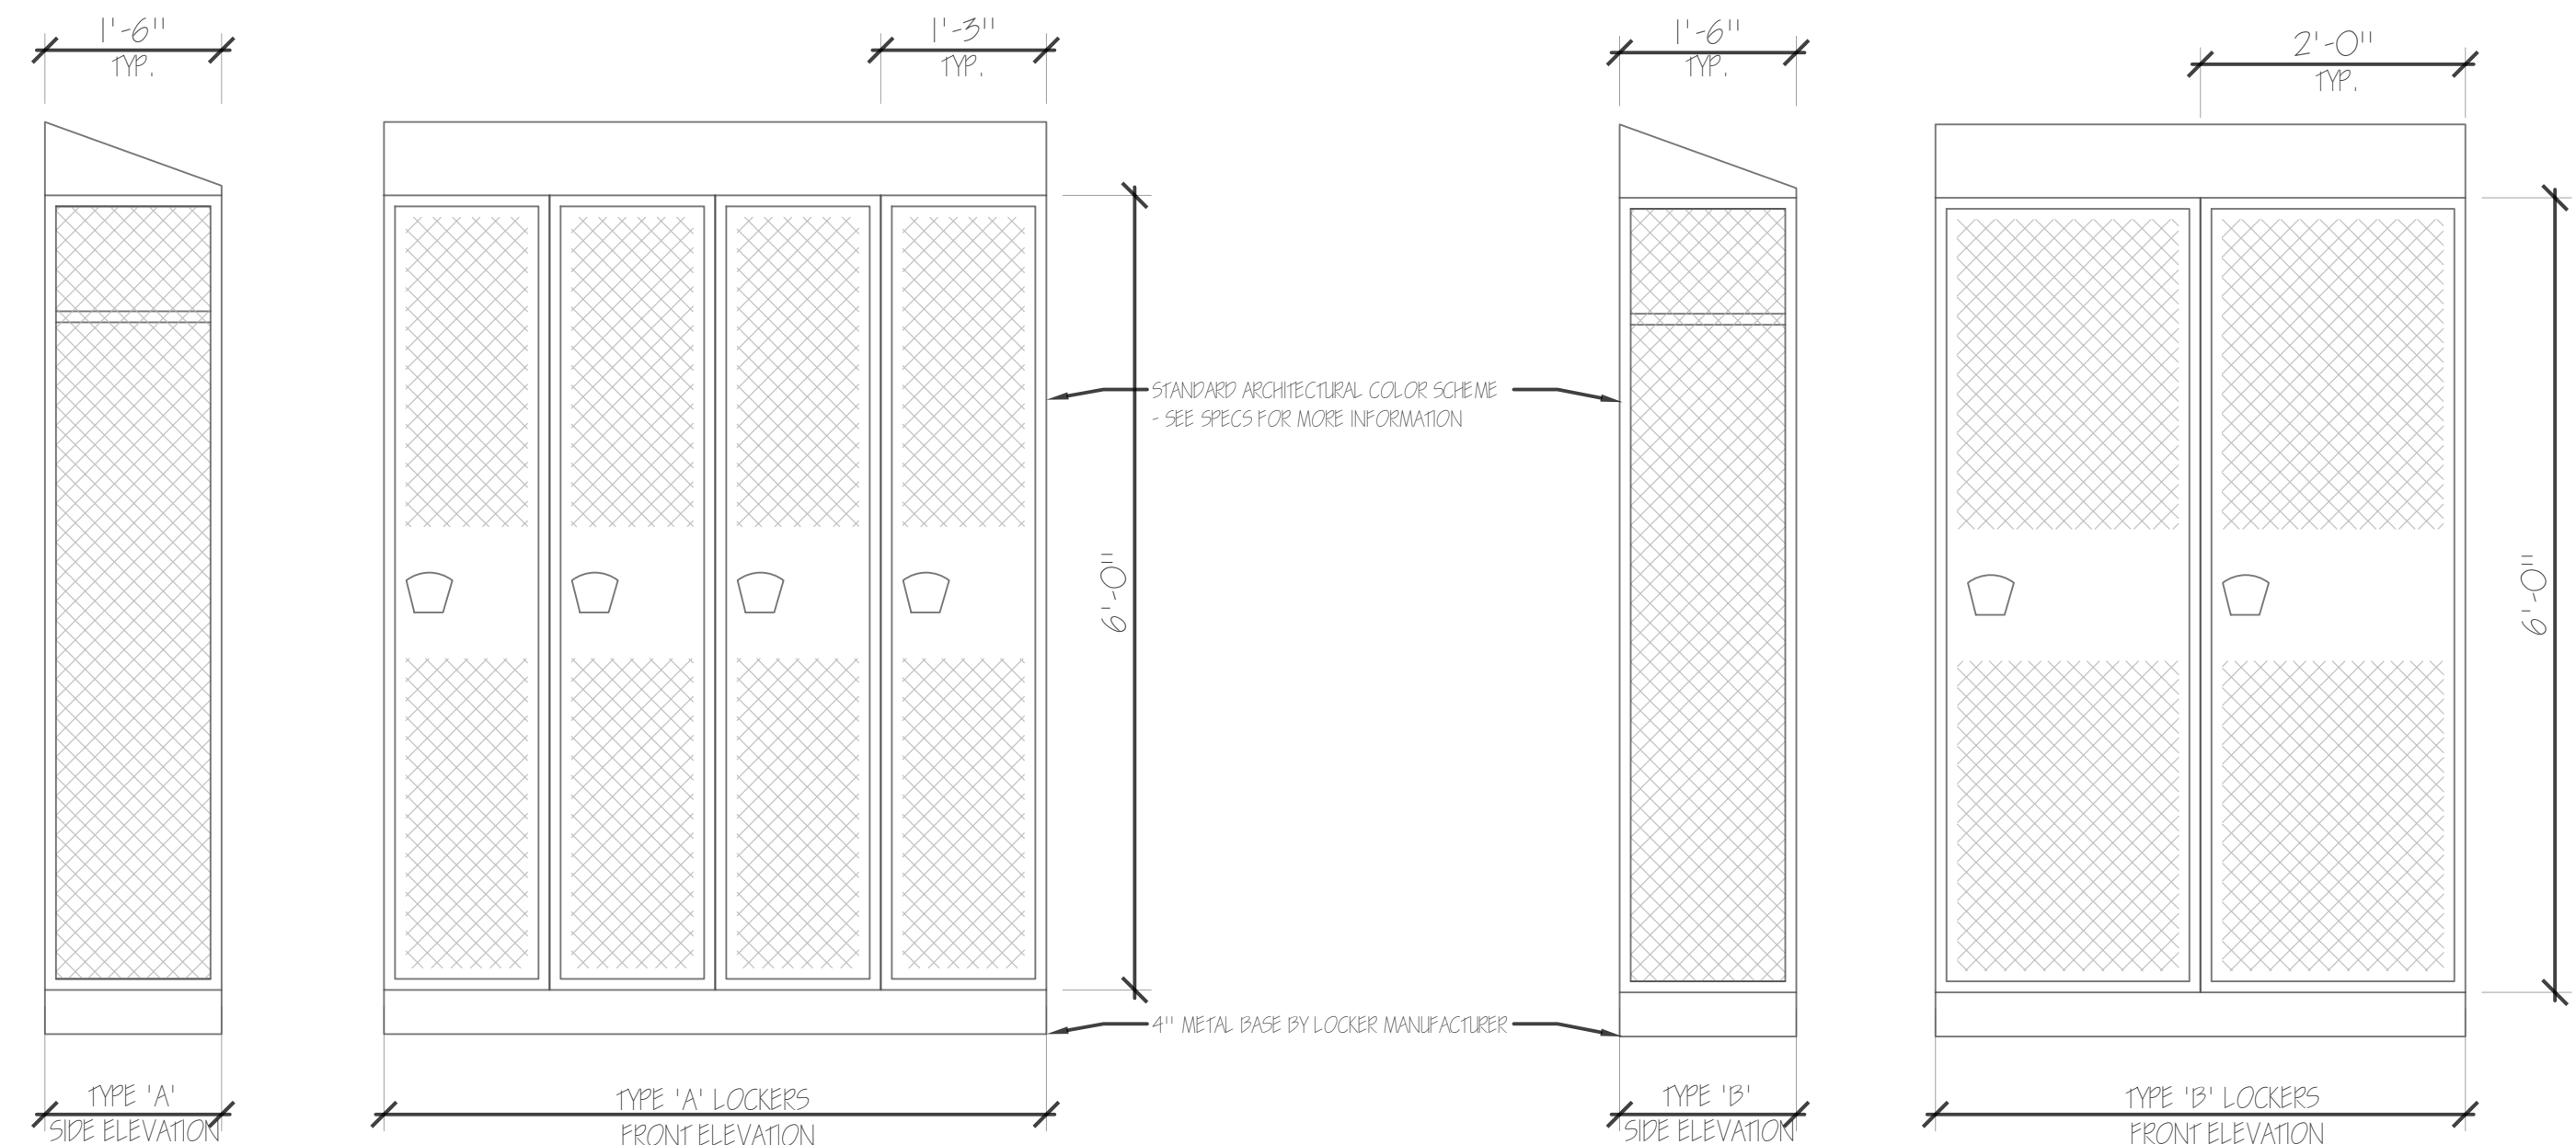 1'-6"
TYP.
1'-3"
TYP.
1'-6"
TYP.
2'-0"
TYP.
STANDARD ARCHITECTURAL COLOR SCHEME
- SEE SPECS FOR MORE INFORMATION
6'-0"
6'-0"
4" METAL BASE BY LOCKER MANUFACTURER
TYPE 'A'
SIDE ELEVATION
TYPE 'A' LOCKERS
FRONT ELEVATION
TYPE 'B'
SIDE ELEVATION
TYPE 'B' LOCKERS
FRONT ELEVATION